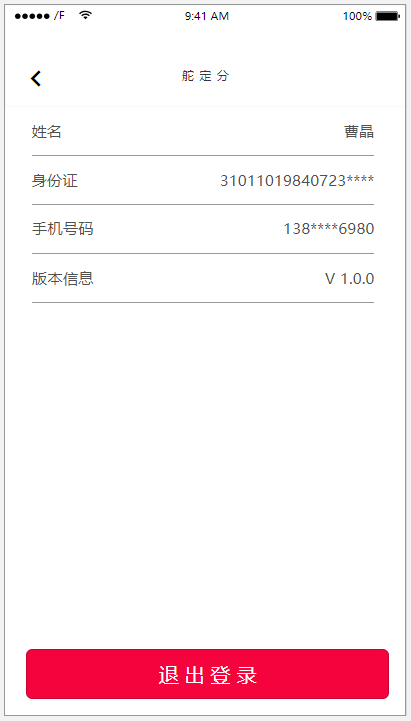 /F 9:41 AM 100%
舵定分
姓名 曹晶
身份证 31011019840723****
手机号码 138****6980
版本信息 V 1.0.0
退出登录